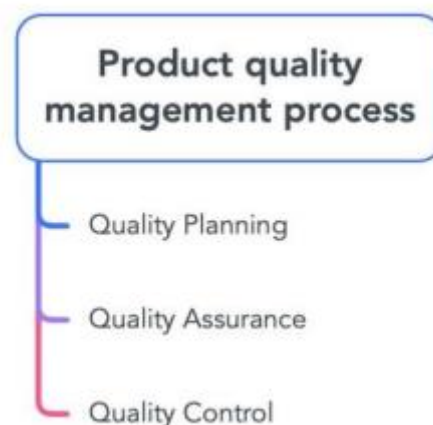 Product quality
management process
Quality Planning
Quality Assurance
Quality Control